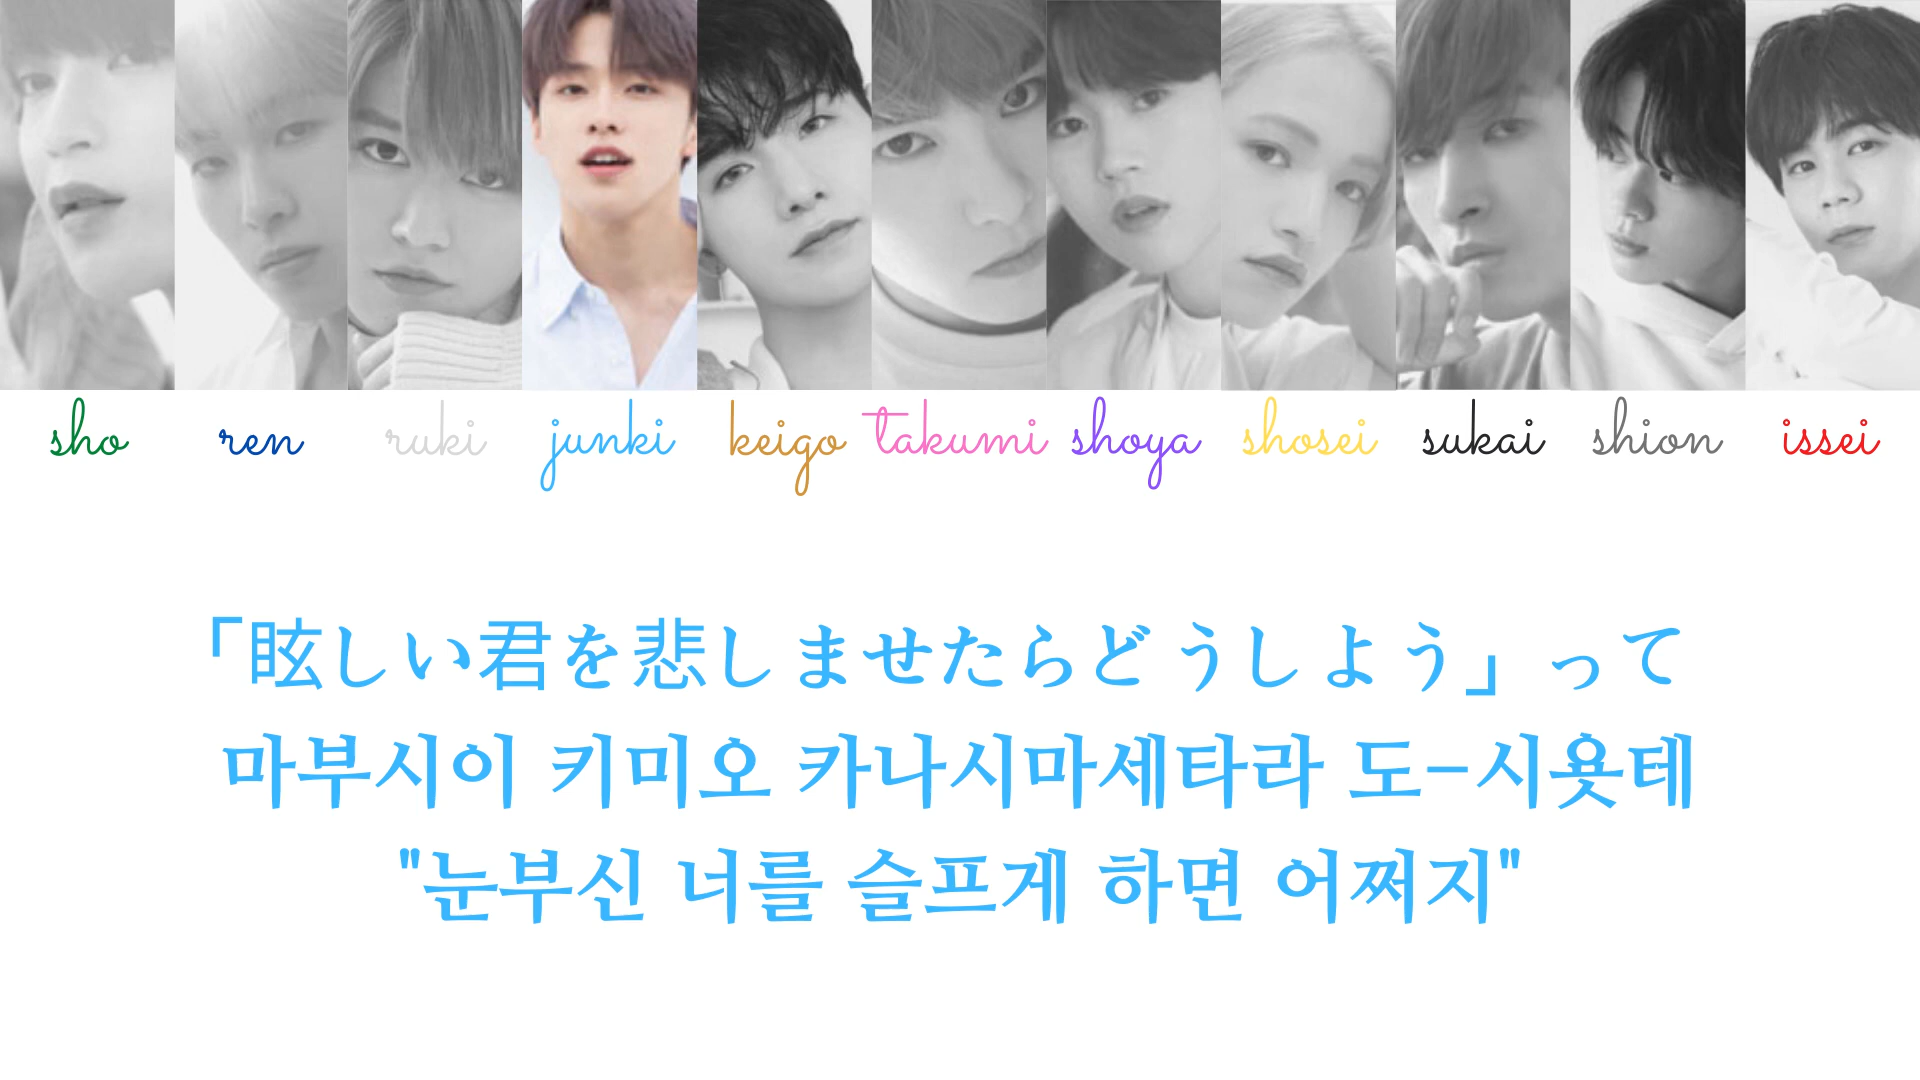 sho ren ruki junki keigo takumi shoya shosei sukai shion issei
「眩しい君を悲しませたらどうしよう」って
마부시이 키미오 카나시마세타라 도-시욧테
"눈부신 너를 슬프게 하면 어쩌지"